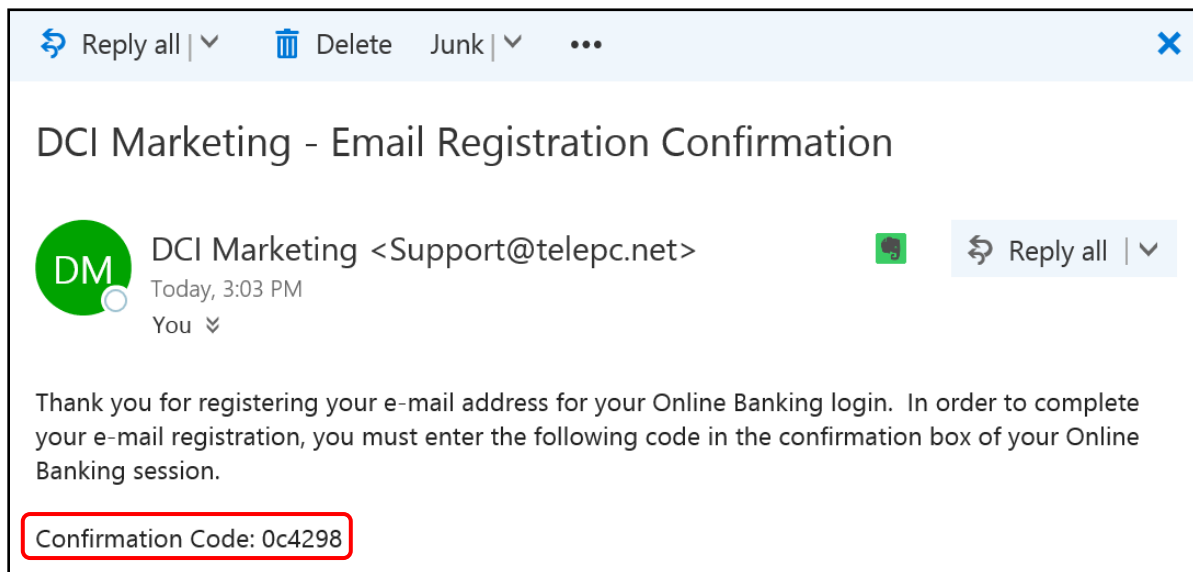 Reply all | Delete Junk | •••
DCI Marketing - Email Registration Confirmation
DM
DCI Marketing <Support@telepc.net>
Reply all |
Today, 3:03 PM
You
Thank you for registering your e-mail address for your Online Banking login.  In order to complete
your e-mail registration, you must enter the following code in the confirmation box of your Online
Banking session.
Confirmation Code: 0c4298